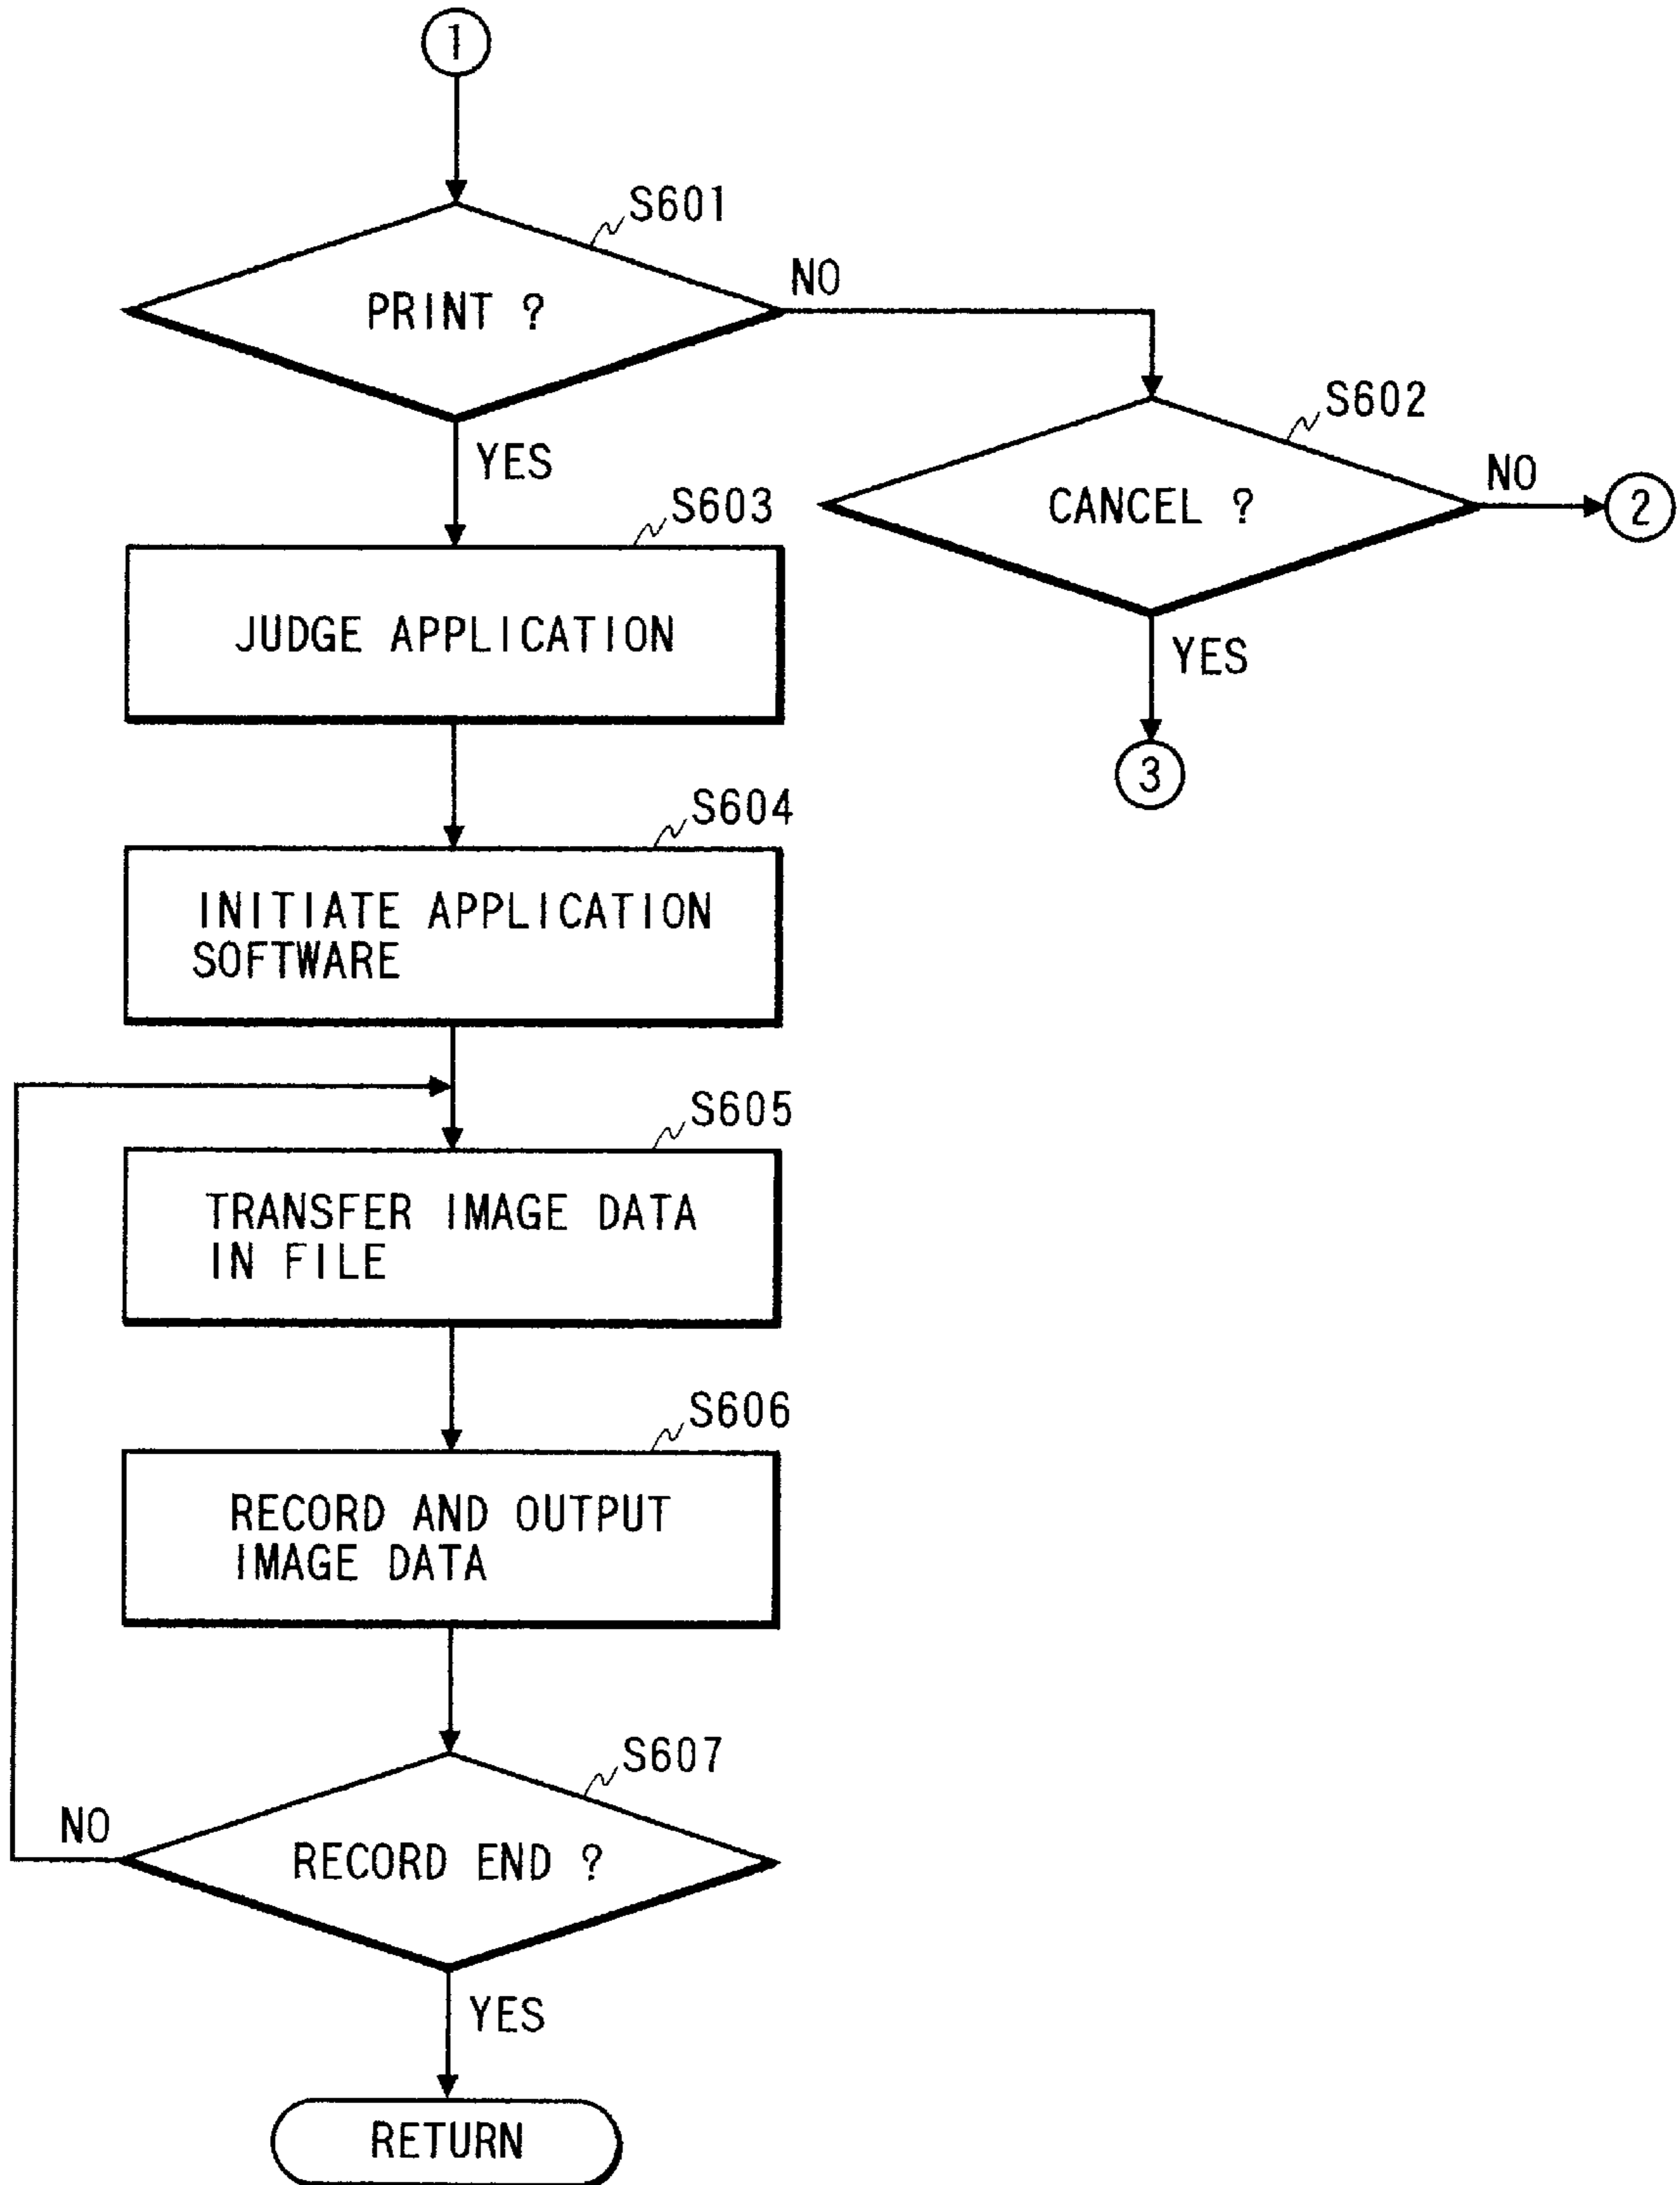 1
S601
PRINT ?
NO
YES
S602
CANCEL ?
NO
2
YES
3
S603
JUDGE APPLICATION
S604
INITIATE APPLICATION
SOFTWARE
S605
TRANSFER IMAGE DATA
IN FILE
S606
RECORD AND OUTPUT
IMAGE DATA
S607
NO
RECORD END ?
YES
RETURN